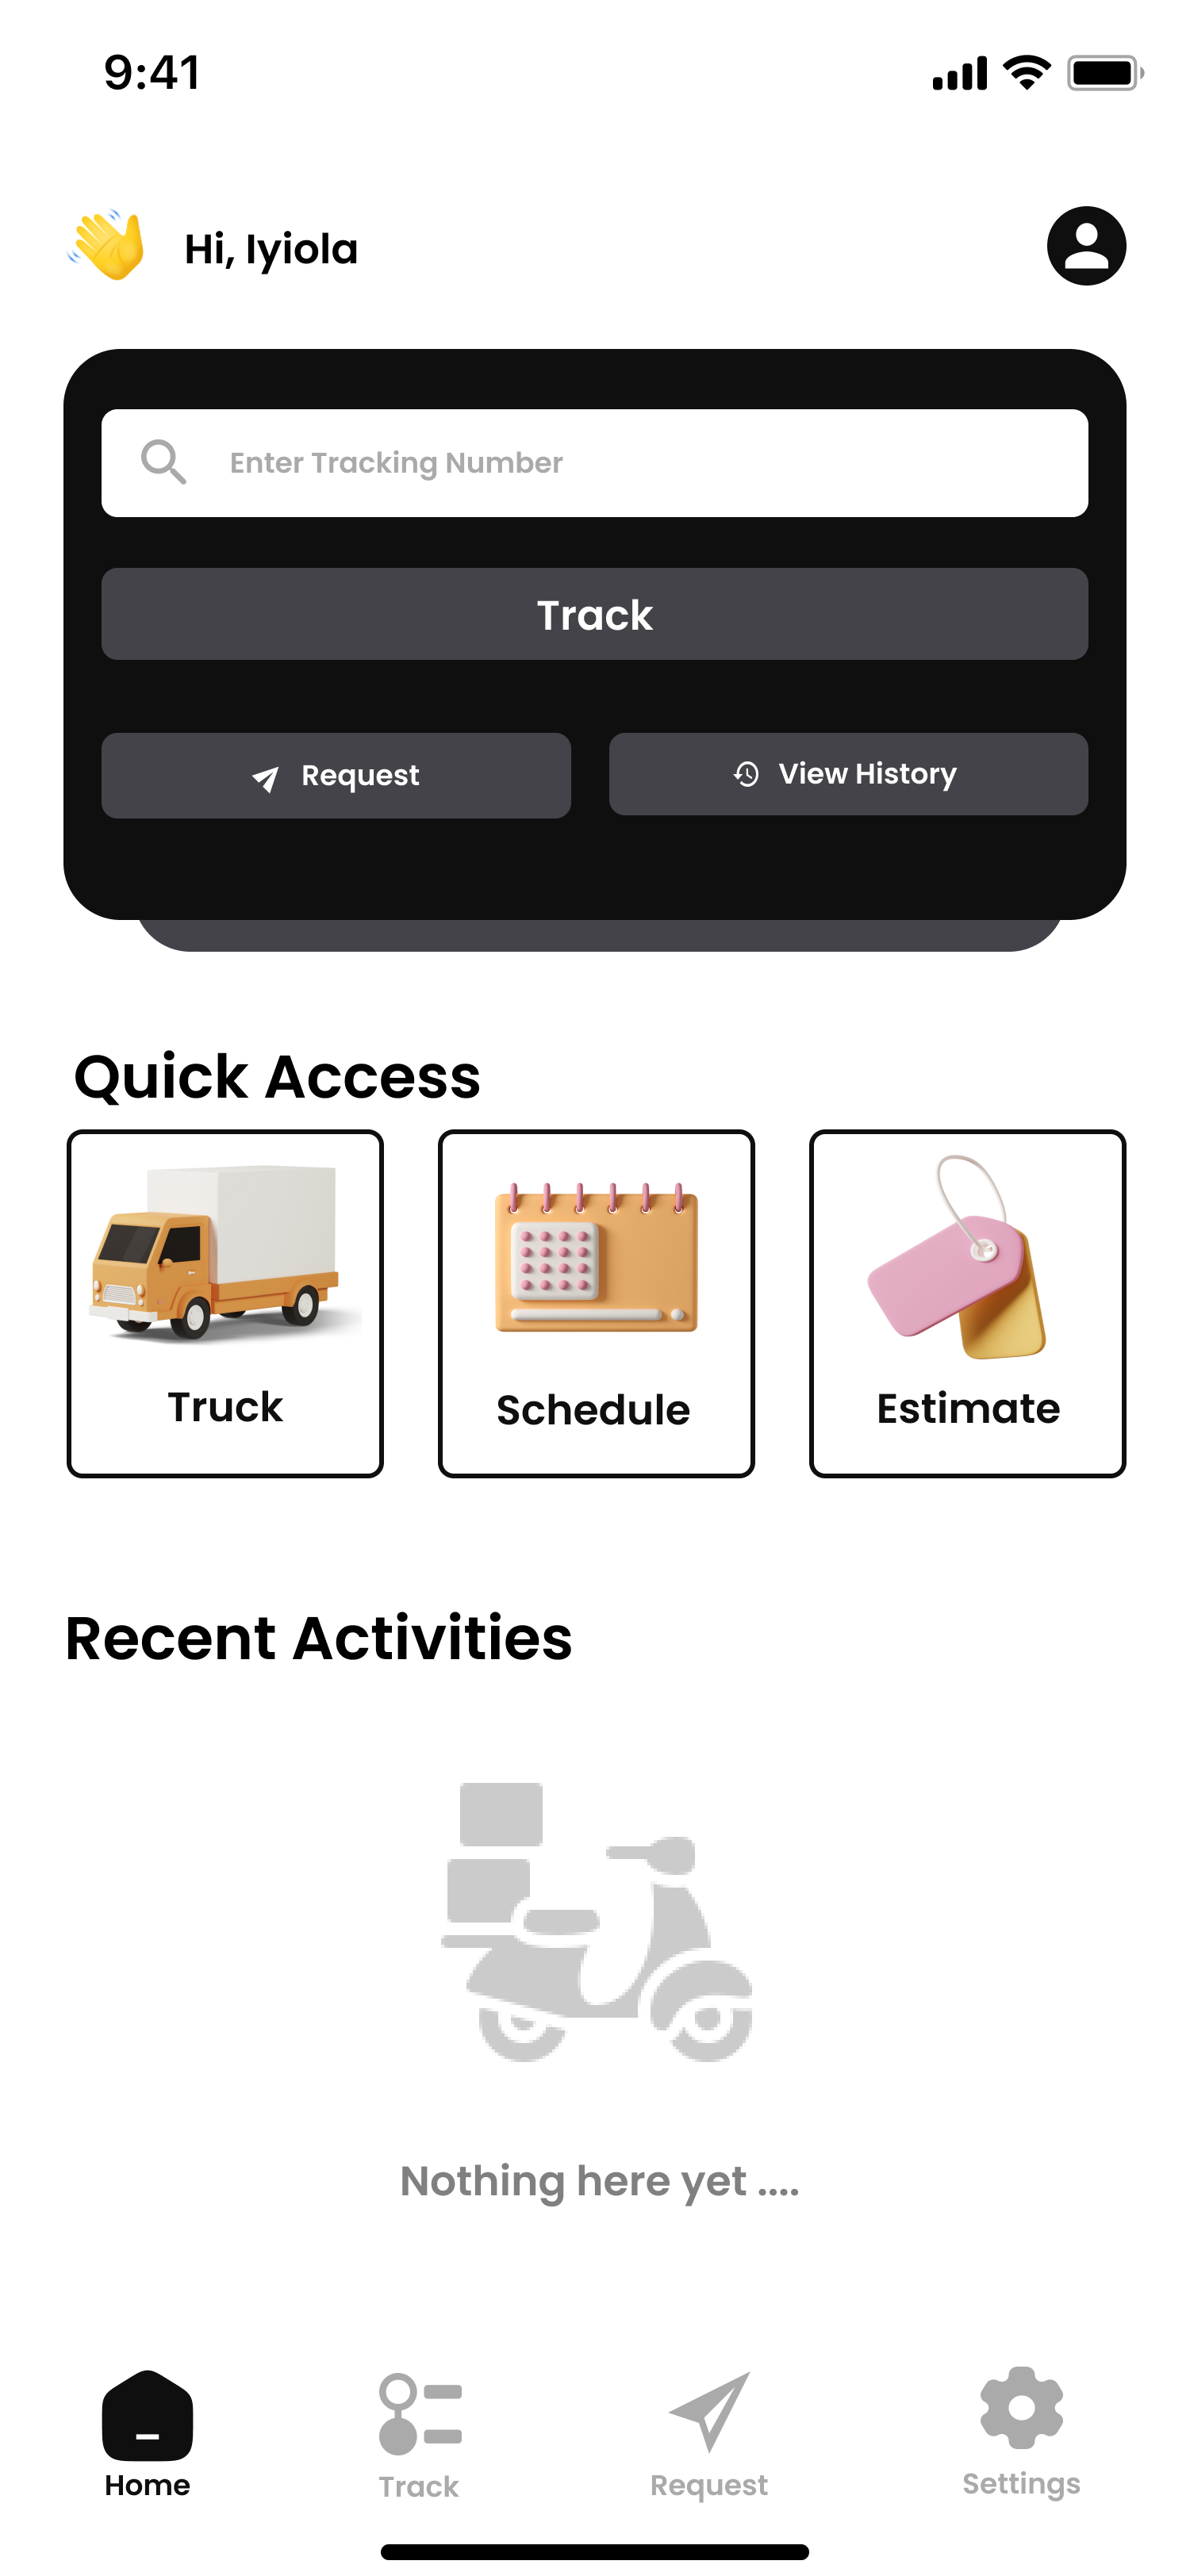 9:41
Hi, Iyiola
Enter Tracking Number
Track
Request
View History
Quick Access
Truck
Schedule
Estimate
Recent Activities
Nothing here yet ....
Home
Track
Request
Settings